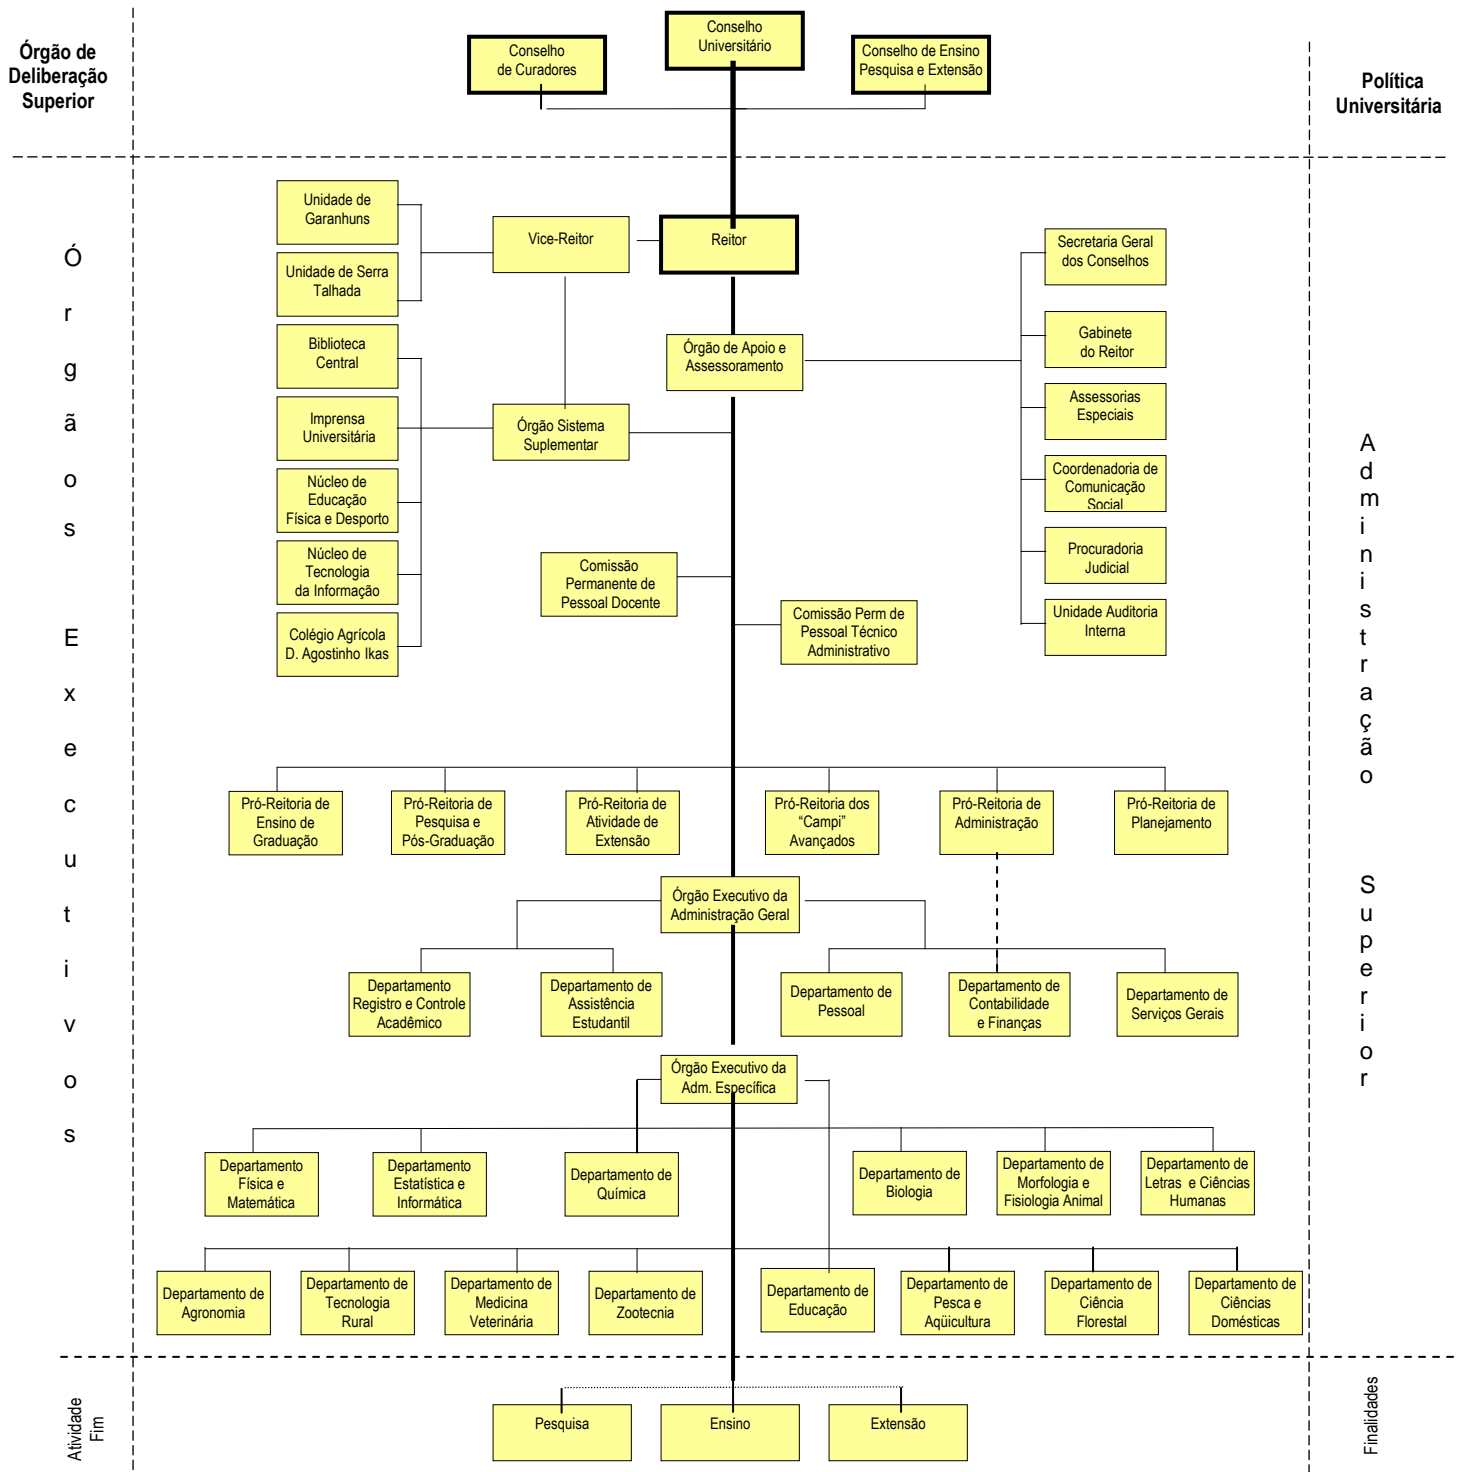 Órgão de
Deliberação
Superior
Conselho
de Curadores
Conselho
Universitário
Conselho de Ensino
Pesquisa e Extensão
Política
Universitária
Órgãos Executivos
Unidade de
Garanhuns
Unidade de Serra
Talhada
Biblioteca
Central
Imprensa
Universitária
Núcleo de
Educação
Física e Desporto
Núcleo de
Tecnologia
da Informação
Colégio Agrícola
D. Agostinho Ikas
Vice-Reitor
Reitor
Órgão de Apoio e
Assessoramento
Órgão Sistema
Suplementar
Comissão
Permanente de
Pessoal Docente
Comissão Perm de
Pessoal Técnico
Administrativo
Secretaria Geral
dos Conselhos
Gabinete
do Reitor
Assessorias
Especiais
Coordenadoria de
Comunicação
Social
Procuradoria
Judicial
Unidade Auditoria
Interna
Administração Superior
Pró-Reitoria de
Ensino de
Graduação
Pró-Reitoria de
Pesquisa e
Pós-Graduação
Pró-Reitoria de
Atividade de
Extensão
Pró-Reitoria dos
“Campi”
Avançados
Pró-Reitoria de
Administração
Pró-Reitoria de
Planejamento
Órgão Executivo da
Administração Geral
Departamento
Registro e Controle
Acadêmico
Departamento de
Assistência
Estudantil
Departamento de
Pessoal
Departamento de
Contabilidade
e Finanças
Departamento de
Serviços Gerais
Órgão Executivo da
Adm. Específica
Departamento
Física e
Matemática
Departamento
Estatística e
Informática
Departamento de
Química
Departamento de
Biologia
Departamento de
Morfologia e
Fisiologia Animal
Departamento de
Letras e Ciências
Humanas
Departamento de
Agronomia
Departamento de
Tecnologia
Rural
Departamento de
Medicina
Veterinária
Departamento de
Zootecnia
Departamento de
Educação
Departamento de
Pesca e
Aqüicultura
Departamento de
Ciência
Florestal
Departamento de
Ciências
Domésticas
Atividade
Fim
Pesquisa
Ensino
Extensão
Finalidades